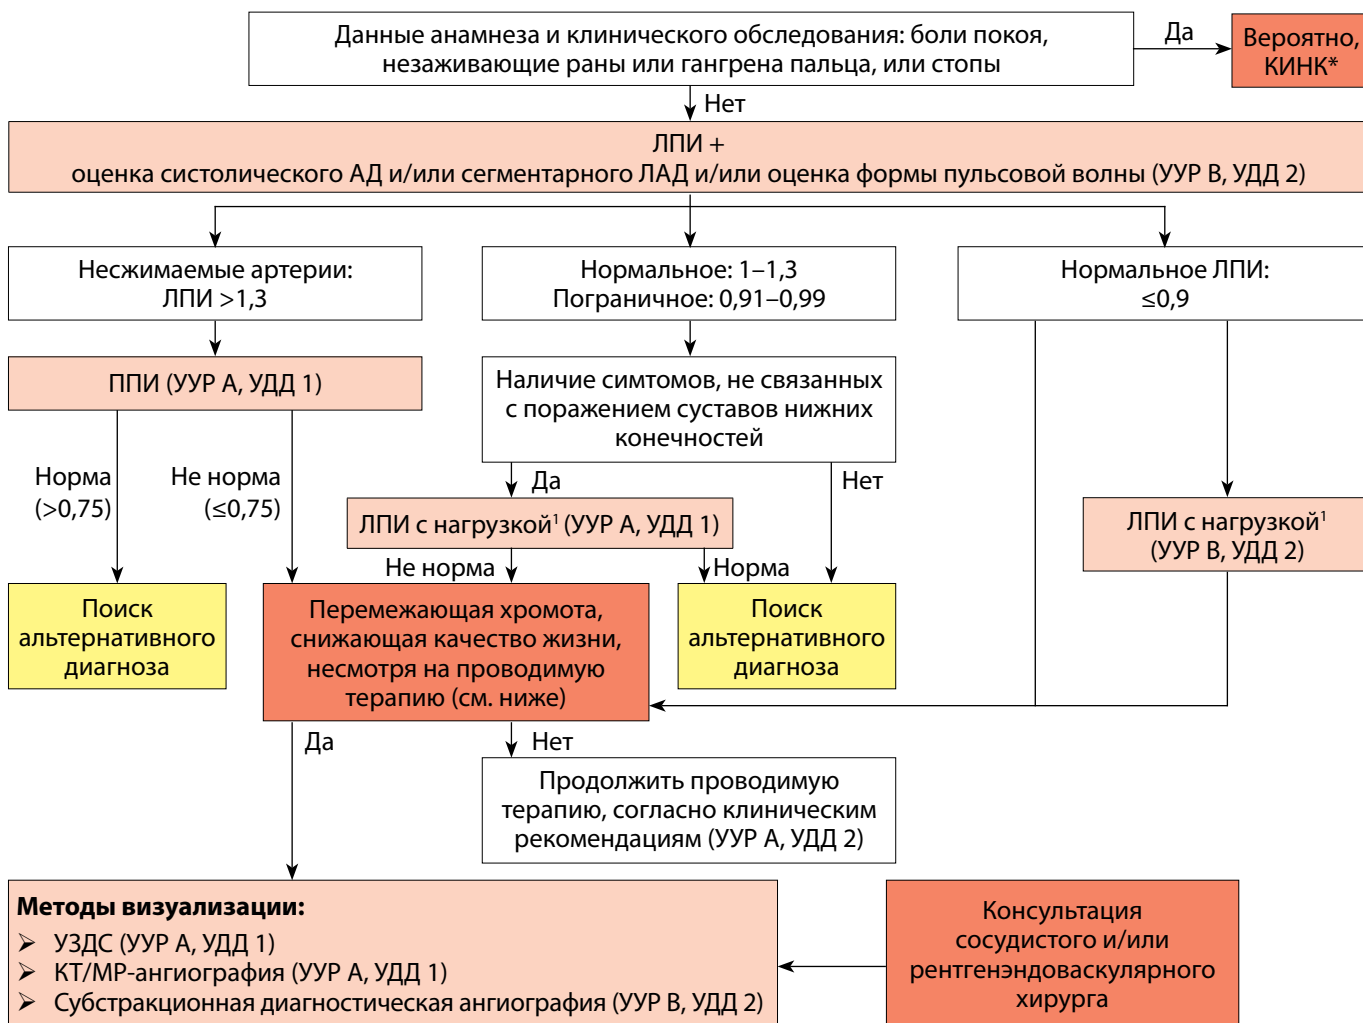 Данные анамнеза и клинического обследования: боли покоя,
незаживающие раны или гангрена пальца, или стопы
Да
Вероятно,
КИНК*
Нет
ЛПИ +
оценка систолического АД и/или сегментарного ЛАД и/или оценка формы пульсовой волны (УУР В, УДД 2)
Несжимаемые артерии:
ЛПИ >1,3
Нормальное: 1–1,3
Пограничное: 0,91–0,99
Нормальное ЛПИ:
≤0,9
ППИ (УУР А, УДД 1)
Наличие симтомов, не связанных
с поражением суставов нижних
конечностей
Норма
(>0,75)
Не норма
(≤0,75)
Да
Нет
ЛПИ с нагрузкой¹ (УУР А, УДД 1)
ЛПИ с нагрузкой¹
(УУР В, УДД 2)
Не норма
Норма
Поиск
альтернативного
диагноза
Перемежающая хромота,
снижающая качество жизни,
несмотря на проводимую
терапию (см. ниже)
Поиск
альтернативного
диагноза
Да
Нет
Продолжить проводимую
терапию, согласно клиническим
рекомендациям (УУР А, УДД 2)
Методы визуализации:
➢ УЗДС (УУР А, УДД 1)
➢ КТ/МР-ангиография (УУР А, УДД 1)
➢ Субстракционная диагностическая ангиография (УУР В, УДД 2)
Консультация
сосудистого и/или
рентгенэндоваскулярного
хирурга